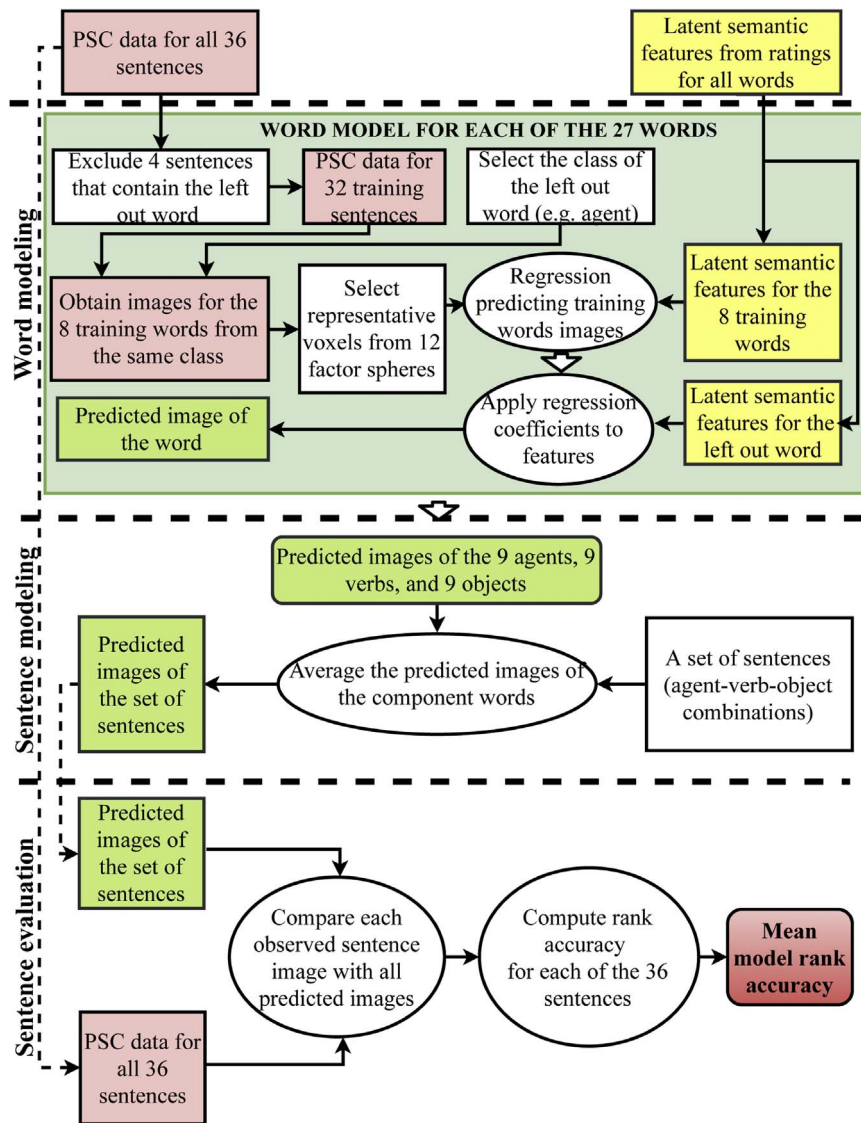 PSC data for all 36
sentences
Latent semantic
features from ratings
for all words
Word modeling
WORD MODEL FOR EACH OF THE 27 WORDS
Exclude 4 sentences
that contain the left
out word
PSC data for
32 training
sentences
Select the class of
the left out
word (e.g. agent)
Obtain images for the
8 training words from
the same class
Select
representative
voxels from 12
factor spheres
Regression
predicting training
words images
Latent semantic
features for the
8 training
words
Predicted image of
the word
Apply regression
coefficients to
features
Latent semantic
features for the
left out word
Sentence modeling
Predicted images of the 9 agents, 9
verbs, and 9 objects
Predicted
images of
the set of
sentences
Average the predicted images of
the component words
A set of sentences
(agent-verb-object
combinations)
Sentence evaluation
Predicted
images of
the set of
sentences
Compare each
observed sentence
image with all
predicted images
Compute rank
accuracy
for each of the 36
sentences
Mean
model rank
accuracy
PSC data for
all 36
sentences